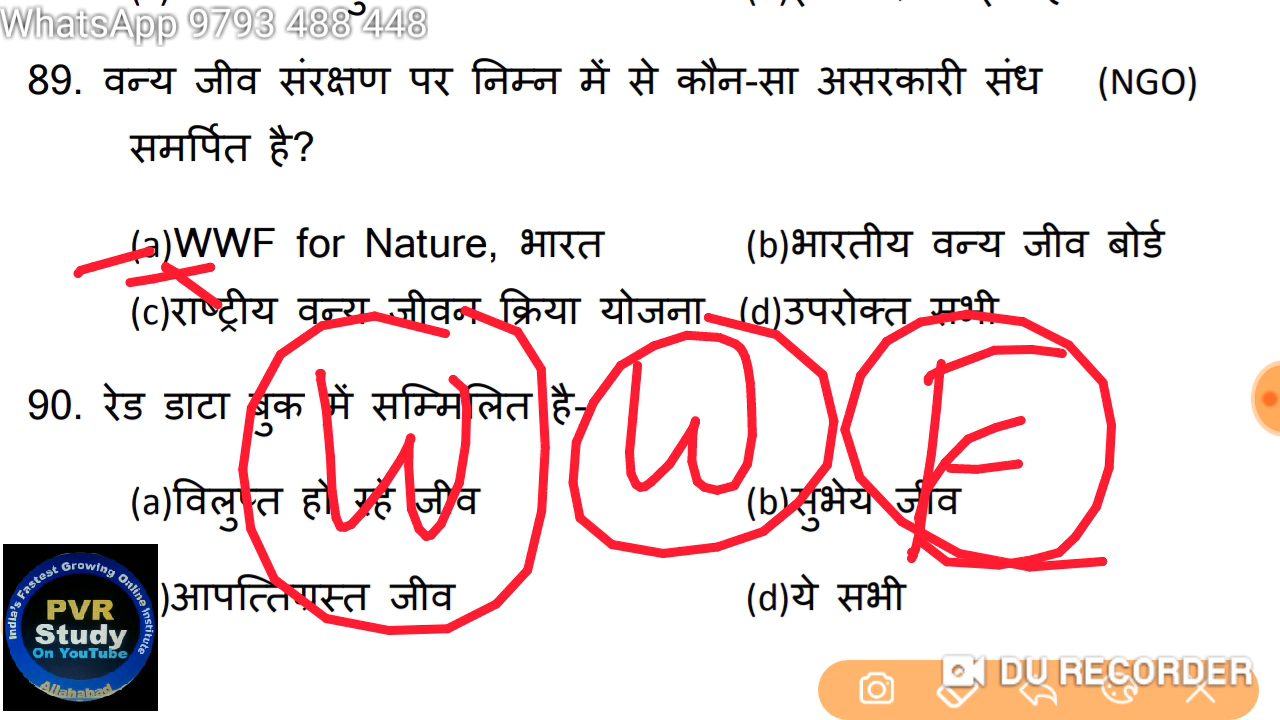 WhatsApp 9793 488 448
89. वन्य जीव संरक्षण पर निम्न में से कौन-सा असरकारी संध (NGO)
समर्पित है?
(a)WWF for Nature, भारत (b)भारतीय वन्य जीव बोर्ड
(c)राष्ट्रीय वन्य जीवन क्रिया योजना (d)उपरोक्त सभी
W W F
90. रेड डाटा बुक में सम्मिलित है-
(a)विलुप्त हो रहे जीव (b)सुभेय जीव
)आपत्तिग्रस्त जीव (d)ये सभी
India's Fastest Growing Online Institute
PVR
Study
On YouTube
Allahabad
DU RECORDER